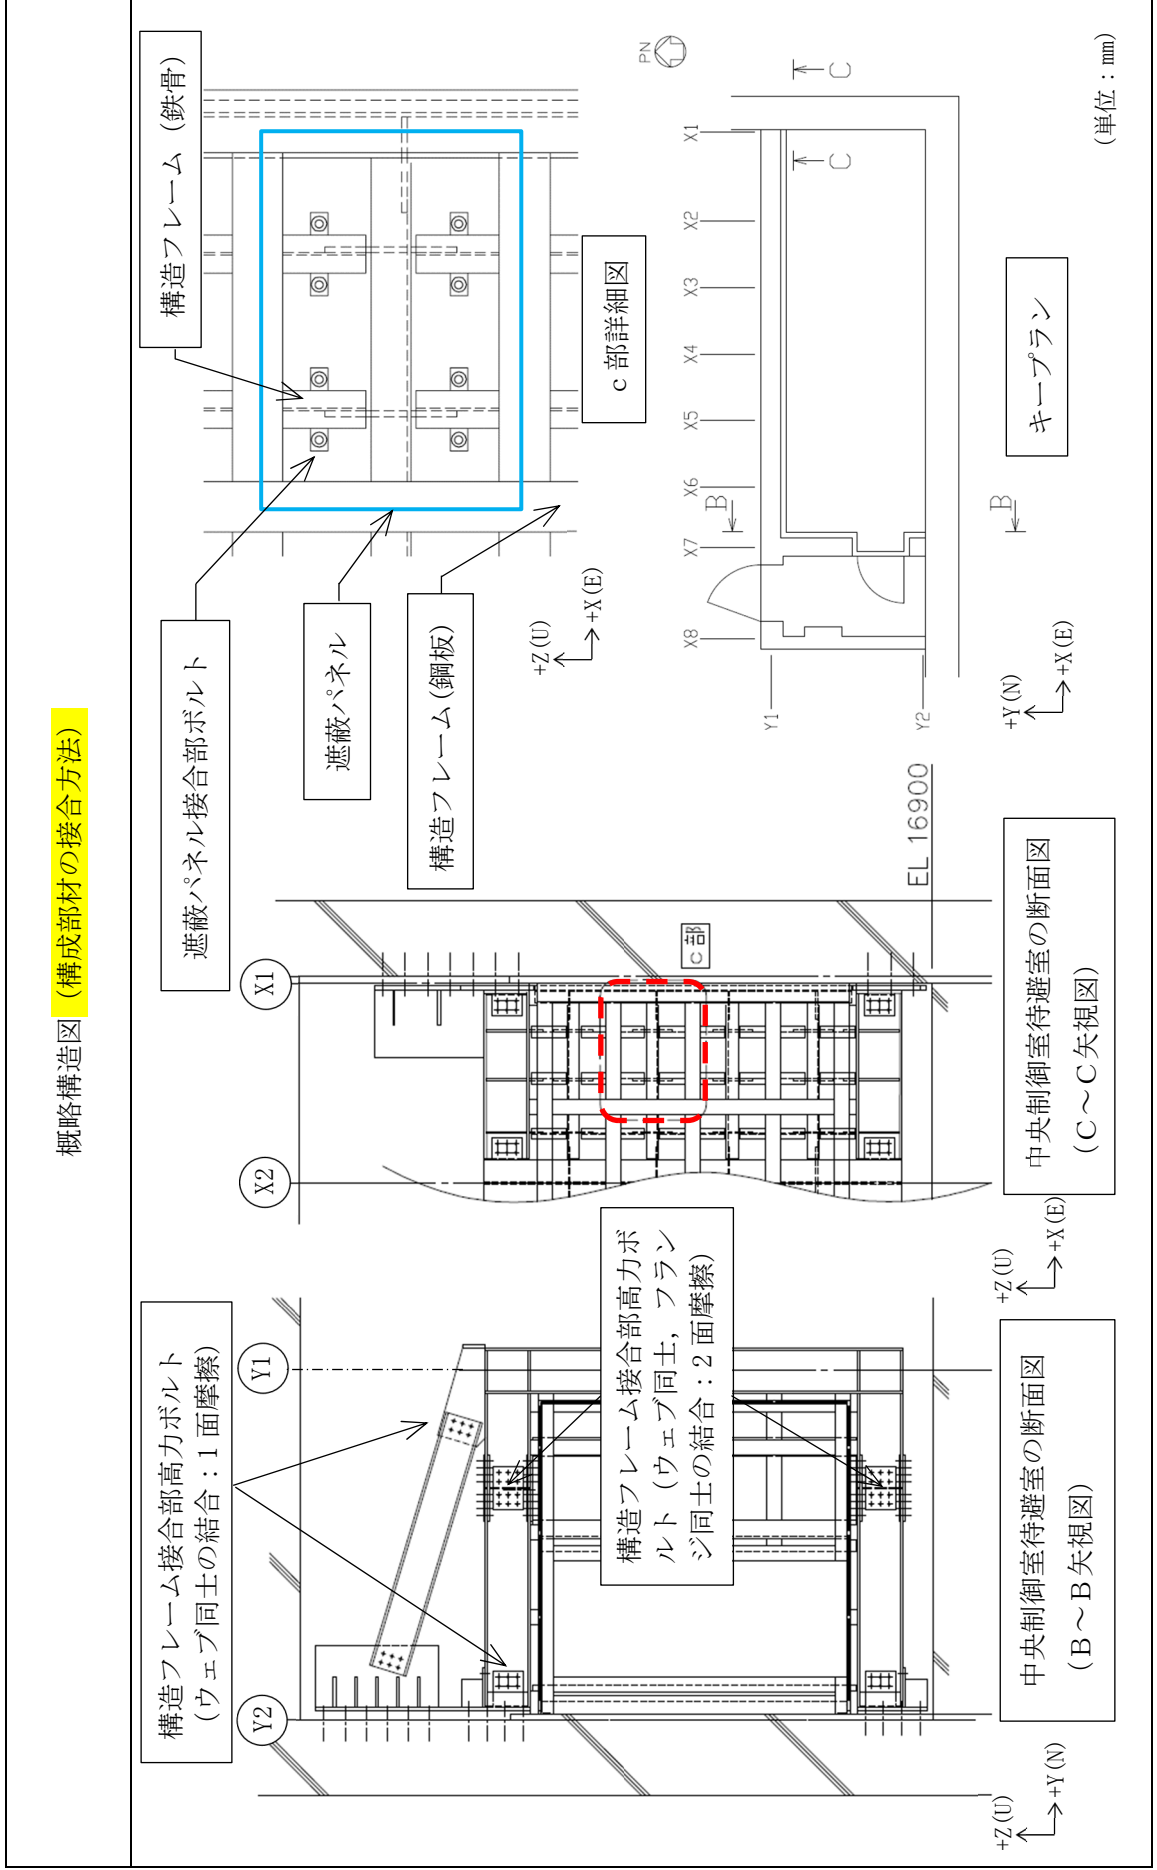 概略構造図（構成部材の接合方法）
構造フレーム接合部高力ボルト
（ウェブ同士の結合：1 面摩擦）
構造フレーム接合部高力ボ
ルト（ウェブ同士，フラン
ジ同士の結合：2 面摩擦）
Y2
Y1
中央制御室待避室の断面図
（B～B矢視図）
+Z(U)
+Y(N)
X2
X1
c 部
EL 16900
中央制御室待避室の断面図
（C～C矢視図）
+Z(U)
+X(E)
遮蔽パネル接合部ボルト
遮蔽パネル
構造フレーム(鋼板)
構造フレーム（鉄骨）
c 部詳細図
+Z(U)
+X(E)
PN
X8
X7
X6
X5
X4
X3
X2
X1
B
B
C
C
Y1
Y2
+Y(N)
+X(E)
キープラン
（単位：mm）